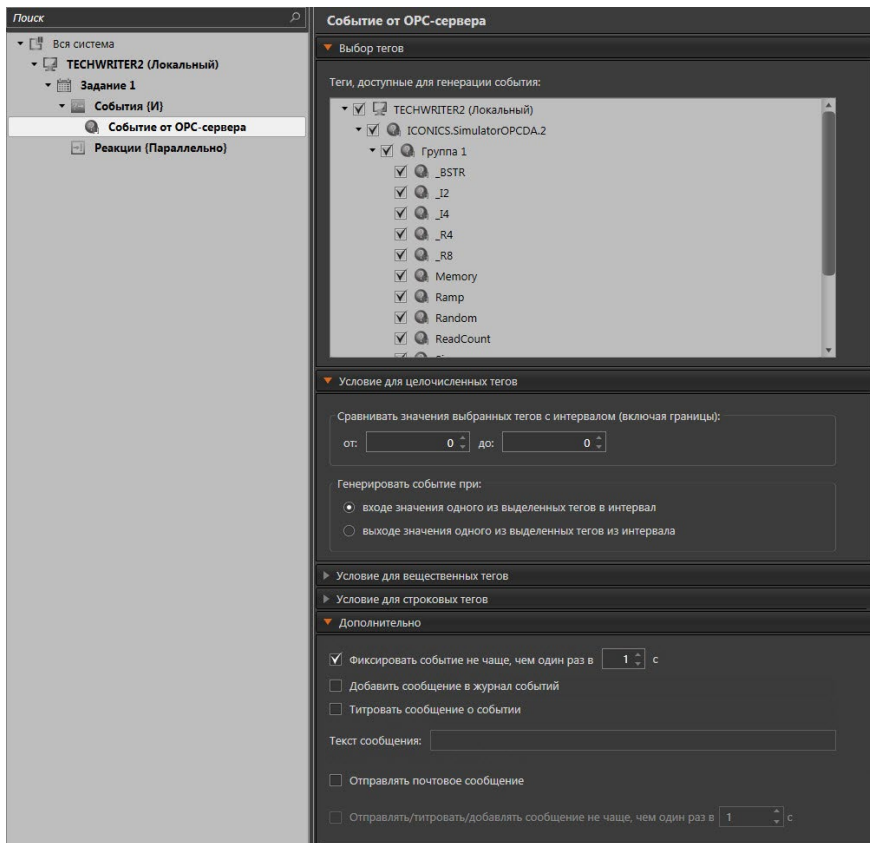 Поиск
Вся система
TECHWRITER2 (Локальный)
Задание 1
События {И}
Событие от OPC-сервера
Реакции {Параллельно}
Событие от OPC-сервера
Выбор тегов
Теги, доступные для генерации события:
TECHWRITER2 (Локальный)
ICONICS.SimulatorOPCDA.2
Группа 1
_BSTR
_I2
_I4
_R4
_R8
Memory
Ramp
Random
ReadCount
Условие для целочисленных тегов
Сравнивать значения выбранных тегов с интервалом (включая границы):
от: 0 до: 0
Генерировать событие при:
входе значения одного из выделенных тегов в интервал
выходе значения одного из выделенных тегов из интервала
Условие для вещественных тегов
Условие для строковых тегов
Дополнительно
Фиксировать событие не чаще, чем один раз в 1 с
Добавить сообщение в журнал событий
Титровать сообщение о событии
Текст сообщения:
Отправлять почтовое сообщение
Отправлять/титровать/добавлять сообщение не чаще, чем один раз в 1 с